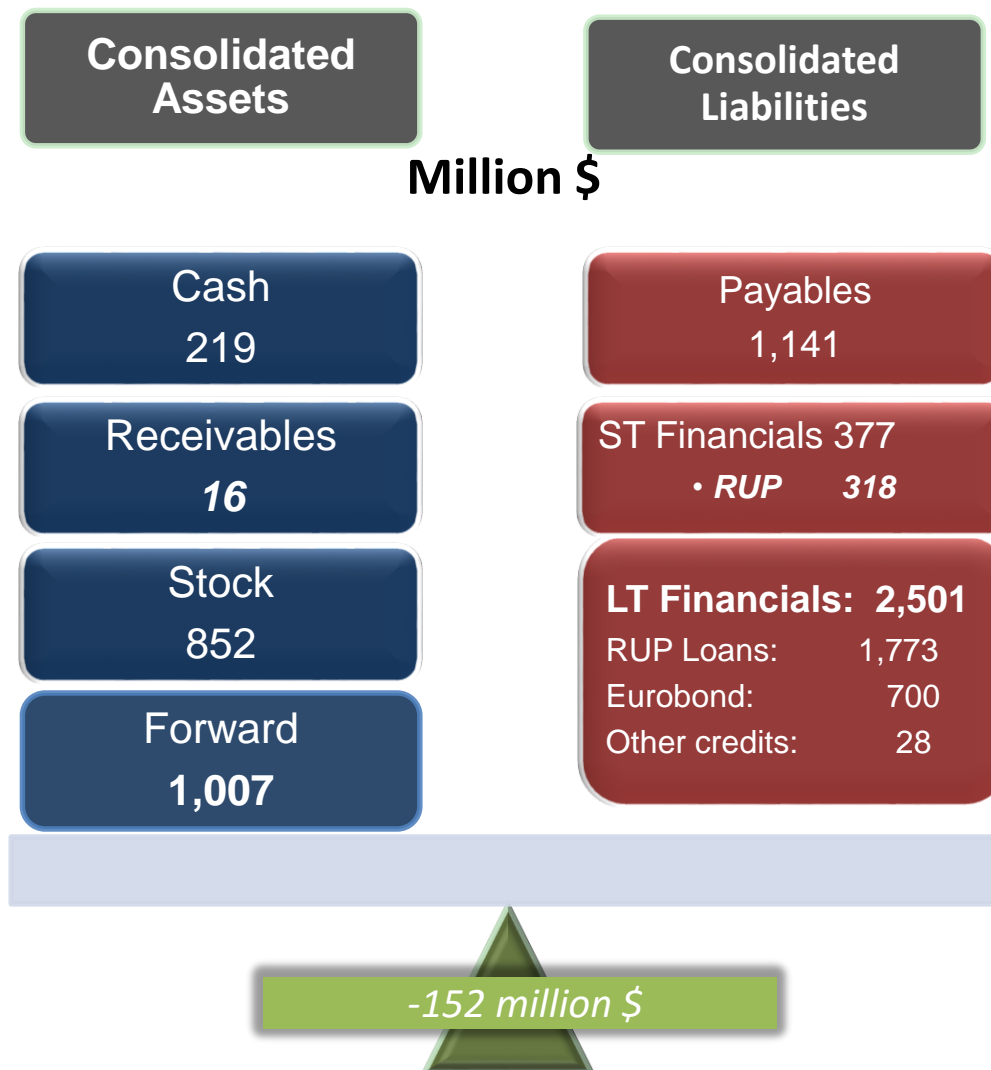 Consolidated
Assets
Consolidated
Liabilities
Million $
Cash
219
Receivables
16
Stock
852
Forward
1,007
Payables
1,141
ST Financials 377
• RUP 318
LT Financials: 2,501
RUP Loans: 1,773
Eurobond: 700
Other credits: 28
-152 million $